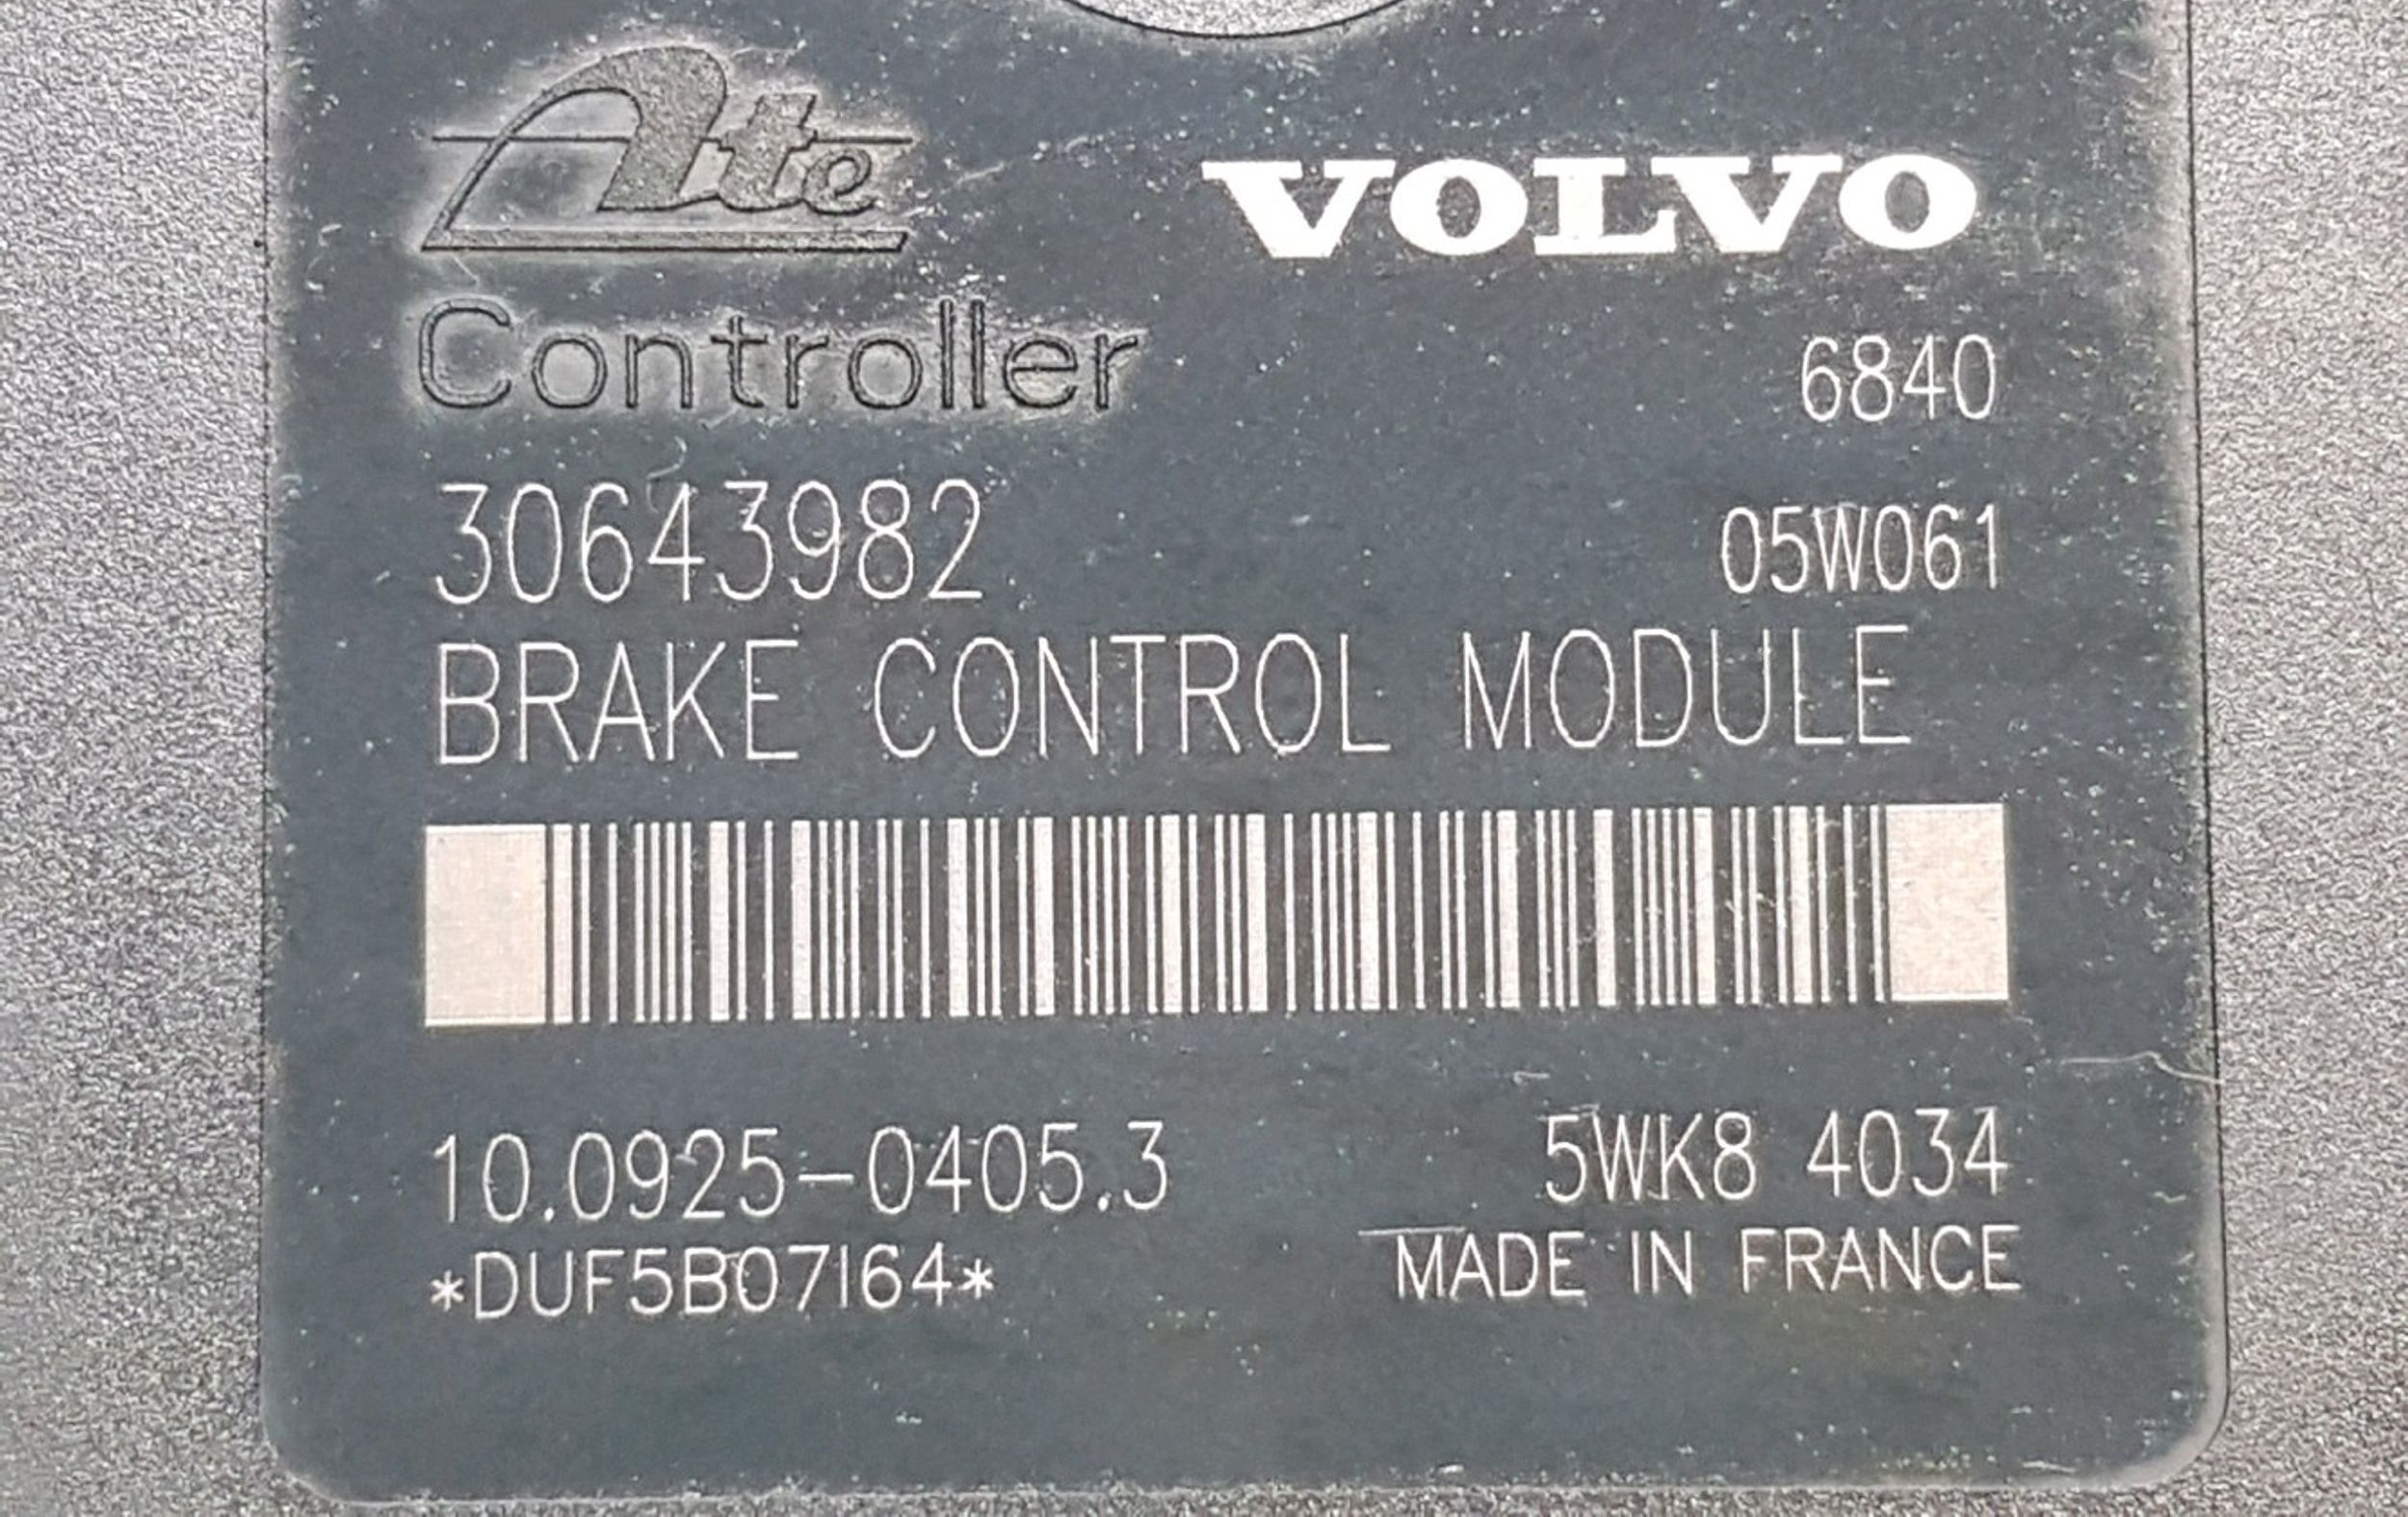 Ate
VOLVO
Controller
6840
30643982
05W061
BRAKE CONTROL MODULE
10.0925-0405.3
5WK8 4034
*DUF5B07164*
MADE IN FRANCE